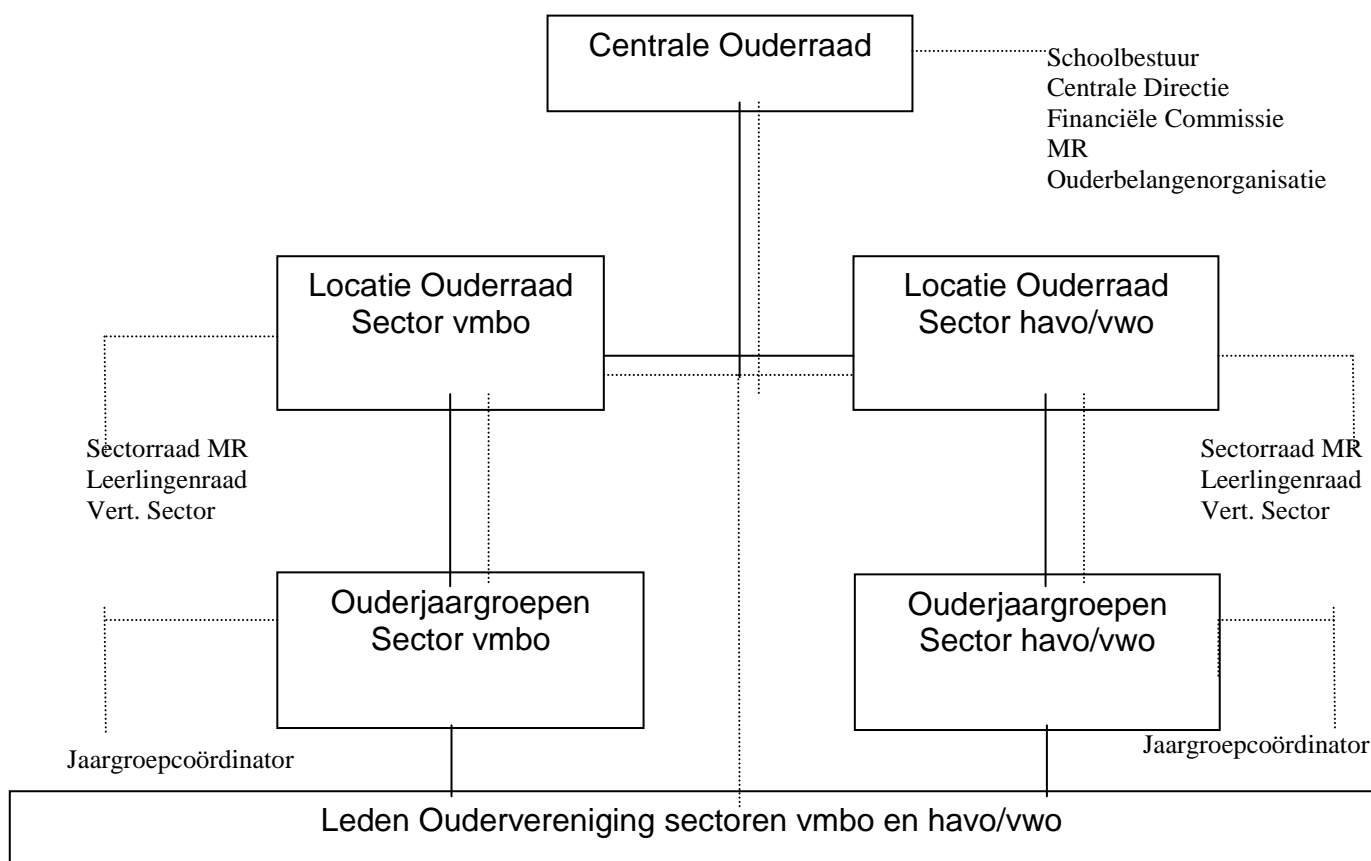 Centrale Ouderraad
Schoolbestuur
Centrale Directie
Financiële Commissie
MR
Ouderbelangenorganisatie
Locatie Ouderraad
Sector vmbo
Locatie Ouderraad
Sector havo/vwo
Sectorraad MR
Leerlingenraad
Vert. Sector
Sectorraad MR
Leerlingenraad
Vert. Sector
Ouderjaargroepen
Sector vmbo
Ouderjaargroepen
Sector havo/vwo
Jaargroepcoördinator
Jaargroepcoördinator
Leden Oudervereniging sectoren vmbo en havo/vwo